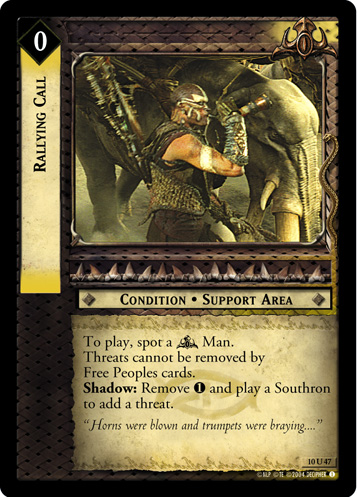 0
RALLYING CALL
CONDITION • SUPPORT AREA
To play, spot a Man.
Threats cannot be removed by
Free Peoples cards.
Shadow: Remove 1 and play a Southron
to add a threat.
"Horns were blown and trumpets were braying...."
10 U 47